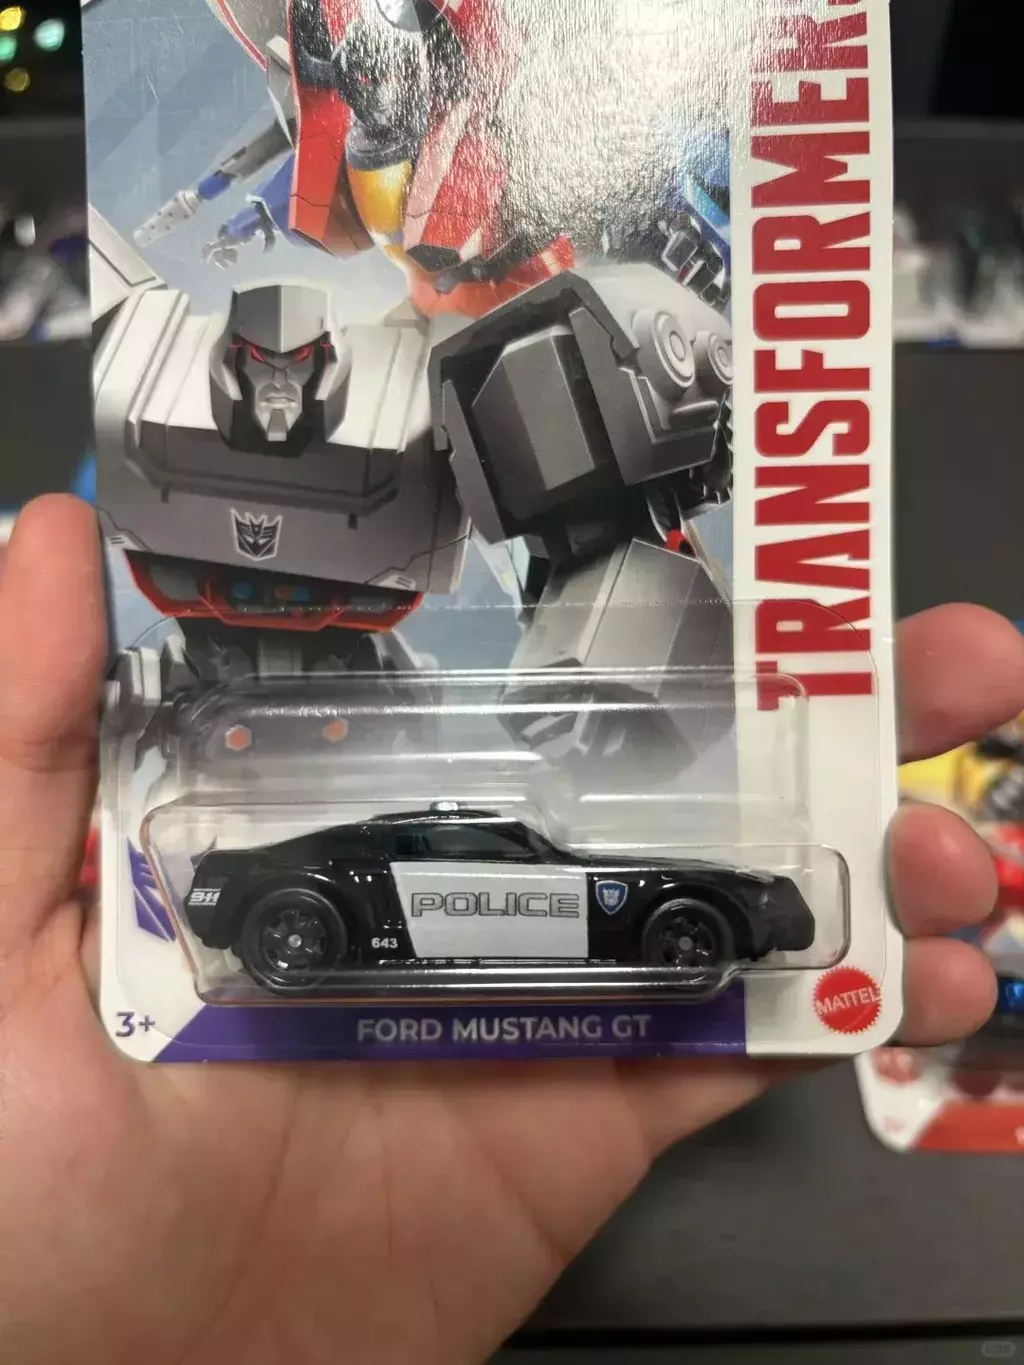 TRANSFORMERS
POLICE
911
643
3+
FORD MUSTANG GT
MATTEL